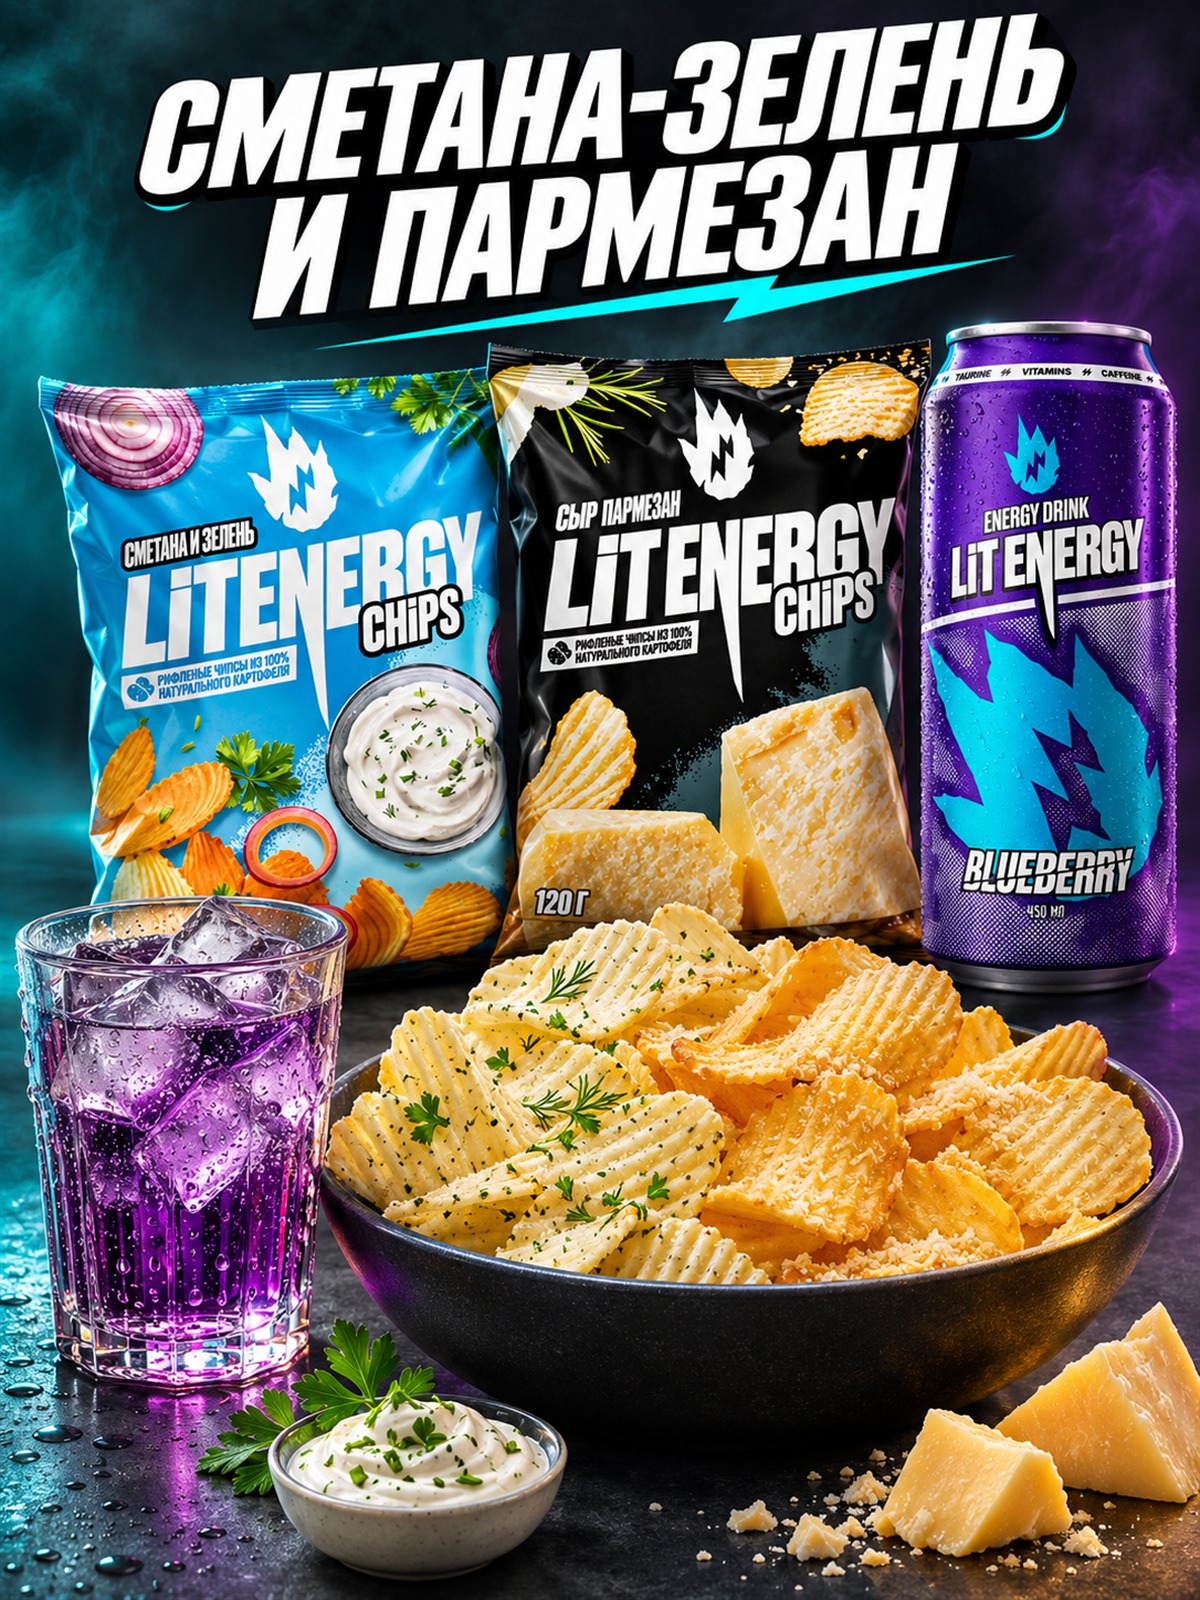 СМЕТАНА-ЗЕЛЕНЬ
И ПАРМЕЗАН
СМЕТАНА И ЗЕЛЕНЬ
LiTENERGY
CHiPS
РИФЛЕНЫЕ ЧИПСЫ ИЗ 100%
НАТУРАЛЬНОГО КАРТОФЕЛЯ
СЫР ПАРМЕЗАН
LiTENERGY
CHiPS
РИФЛЕНЫЕ ЧИПСЫ ИЗ 100%
НАТУРАЛЬНОГО КАРТОФЕЛЯ
120 Г
TAURINE VITAMINS CAFFEINE
ENERGY DRINK
LiT ENERGY
BLUEBERRY
450 МЛ